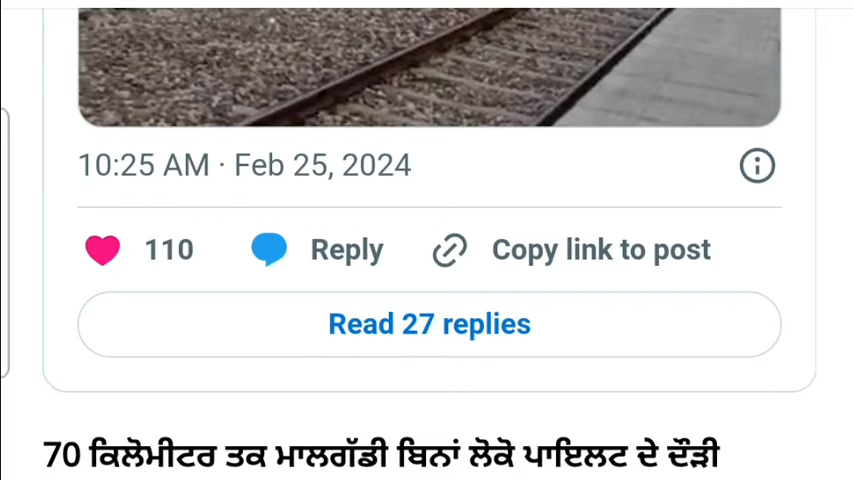 10:25 AM · Feb 25, 2024
110 Reply Copy link to post
Read 27 replies
70 ਕਿਲੋਮੀਟਰ ਤਕ ਮਾਲਗੱਡੀ ਬਿਨਾਂ ਲੋਕੋ ਪਾਇਲਟ ਦੇ ਦੌੜੀ